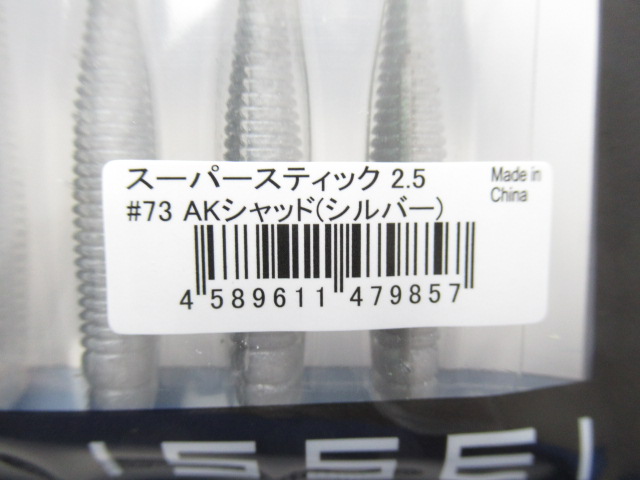 スーパースティック 2.5
Made in
China
#73 AKシャッド(シルバー)
4 589611 479857
ISSEI